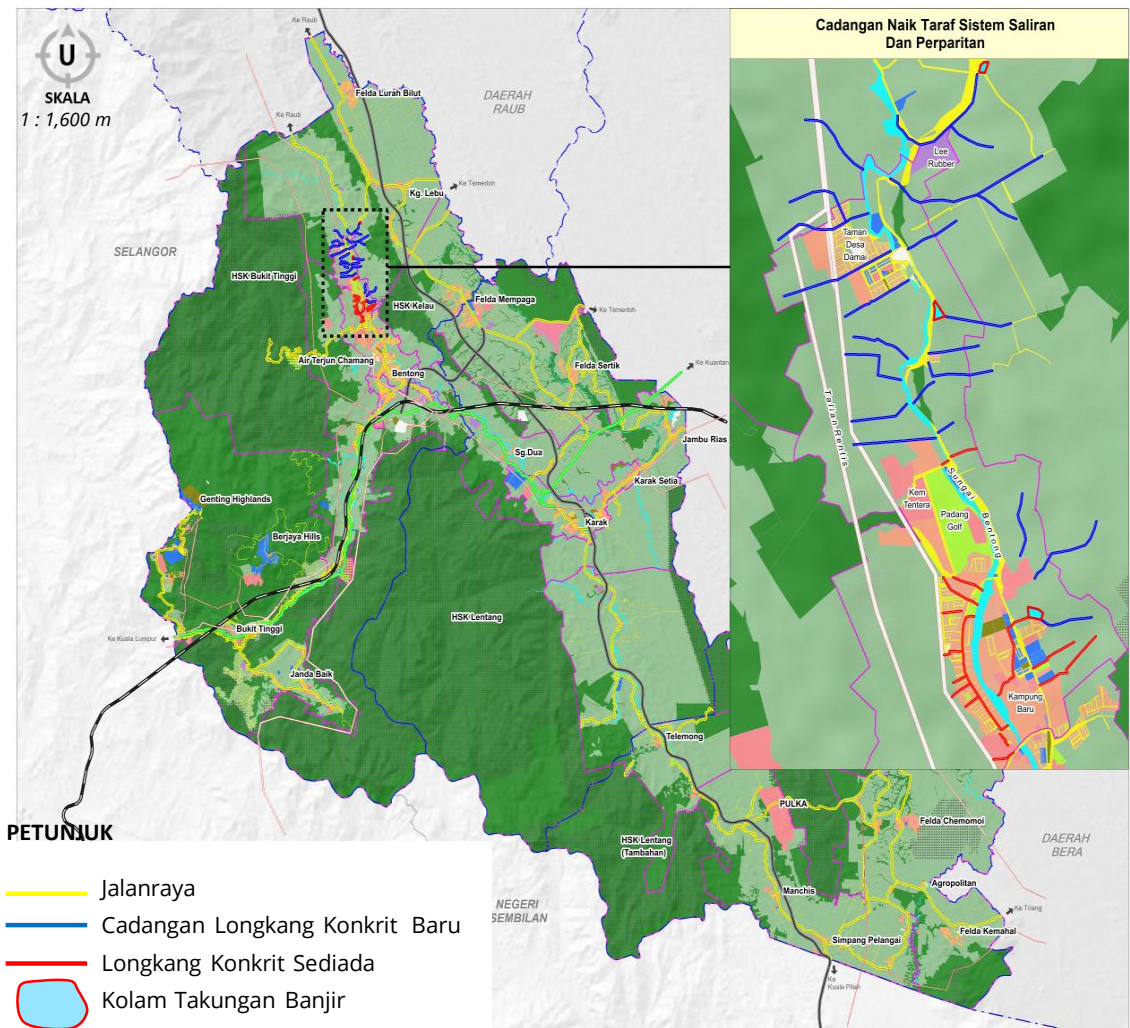 Ke Raub
U
SKALA
1 : 1,600 m
Felda Lurah Bilut
DAERAH
RAUB
Ke Raub
Kg. Lebu
Ke Temerloh
SELANGOR
HSK Bukit Tinggi
HSK Kelau
Felda Mempaga
Ke Temerloh
Air Terjun Chamang
Bentong
Felda Sertik
Ke Kuantan
Jambu Rias
Sg.Dua
Karak Setia
Genting Highlands
Karak
Berjaya Hills
HSK Lentang
Ke Kuala Lumpur
Bukit Tinggi
Janda Baik
Telemong
PULKA
Felda Chemomoi
DAERAH
BERA
HSK Lentang
(Tambahan)
Manchis
Agropolitan
NEGERI
SEMBILAN
Ke Triang
Simpang Pelangai
Felda Kemahal
Ke
Kuala Pilah
Cadangan Naik Taraf Sistem Saliran
Dan Perparitan
Lee
Rubber
Taman
Desa
Damai
Talian Rentis
Kem
Tentera
Padang
Golf
Sungai Bentong
Kampung
Baru
PETUNJUK
Jalanraya
Cadangan Longkang Konkrit Baru
Longkang Konkrit Sediada
Kolam Takungan Banjir